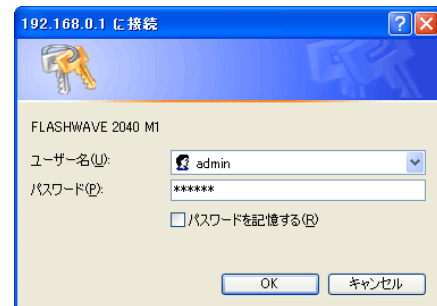 192.168.0.1 に接続
FLASHWAVE 2040 M1
ユーザー名(U):
admin
パスワード(P):
******
パスワードを記憶する(R)
OK
キャンセル